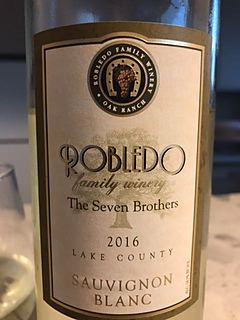 ROBLEDO FAMILY WINERY
OAK RANCH
ROBLEDO
family winery
The Seven Brothers
2016
LAKE COUNTY
SAUVIGNON
BLANC